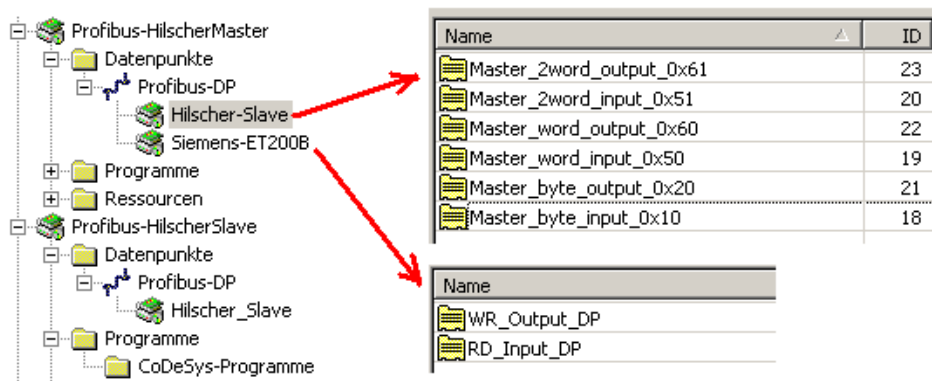 Profibus-HilscherMaster
Datenpunkte
Profibus-DP
Hilscher-Slave
Siemens-ET200B
Programme
Ressourcen
Profibus-HilscherSlave
Datenpunkte
Profibus-DP
Hilscher_Slave
Programme
CoDeSys-Programme
Name ID
Master_2word_output_0x61 23
Master_2word_input_0x51 20
Master_word_output_0x60 22
Master_word_input_0x50 19
Master_byte_output_0x20 21
Master_byte_input_0x10 18
Name
WR_Output_DP
RD_Input_DP